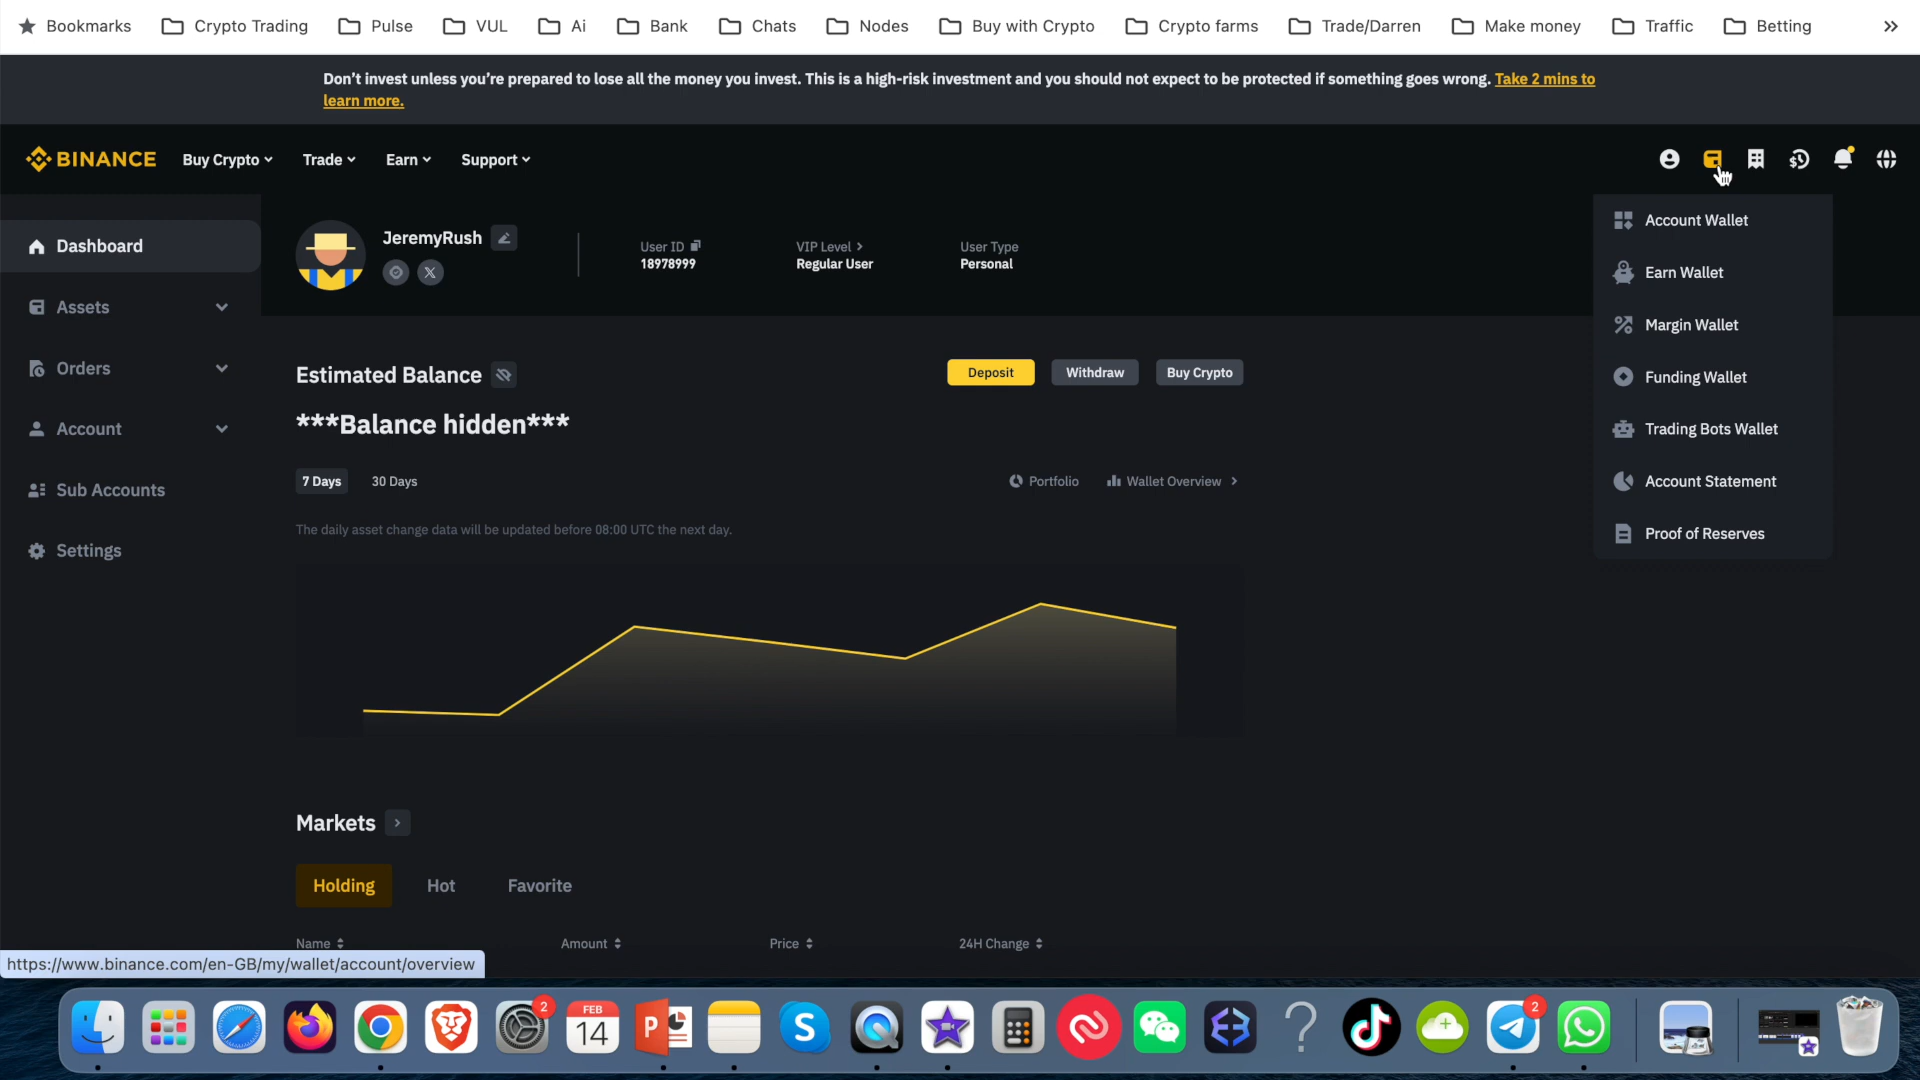 Bookmarks Crypto Trading Pulse VUL Ai Bank Chats Nodes Buy with Crypto Crypto farms Trade/Darren Make money Traffic Betting »
Don’t invest unless you’re prepared to lose all the money you invest. This is a high-risk investment and you should not expect to be protected if something goes wrong. Take 2 mins to
learn more.
BINANCE Buy Crypto Trade Earn Support
Dashboard
Assets
Orders
Account
Sub Accounts
Settings
JeremyRush
X
User ID
18978999
VIP Level >
Regular User
User Type
Personal
Account Wallet
Earn Wallet
Margin Wallet
Funding Wallet
Trading Bots Wallet
Account Statement
Proof of Reserves
Estimated Balance
Deposit Withdraw Buy Crypto
***Balance hidden***
7 Days 30 Days
Portfolio Wallet Overview >
The daily asset change data will be updated before 08:00 UTC the next day.
Markets >
Holding Hot Favorite
Name Amount Price 24H Change
https://www.binance.com/en-GB/my/wallet/account/overview
2
FEB
14
P
S
?
2